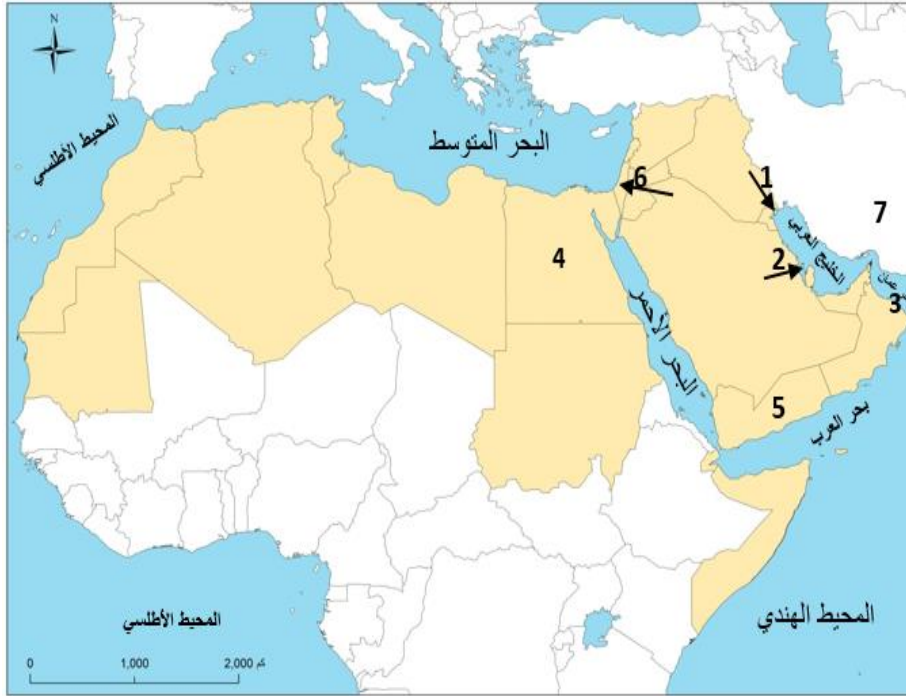 N
المحيط الأطلسي
البحر المتوسط
6
1
7
4
2
الخليج العربي
عمان
3
البحر الأحمر
5
بحر العرب
المحيط الأطلسي
المحيط الهندي
0 1,000 2,000 كم